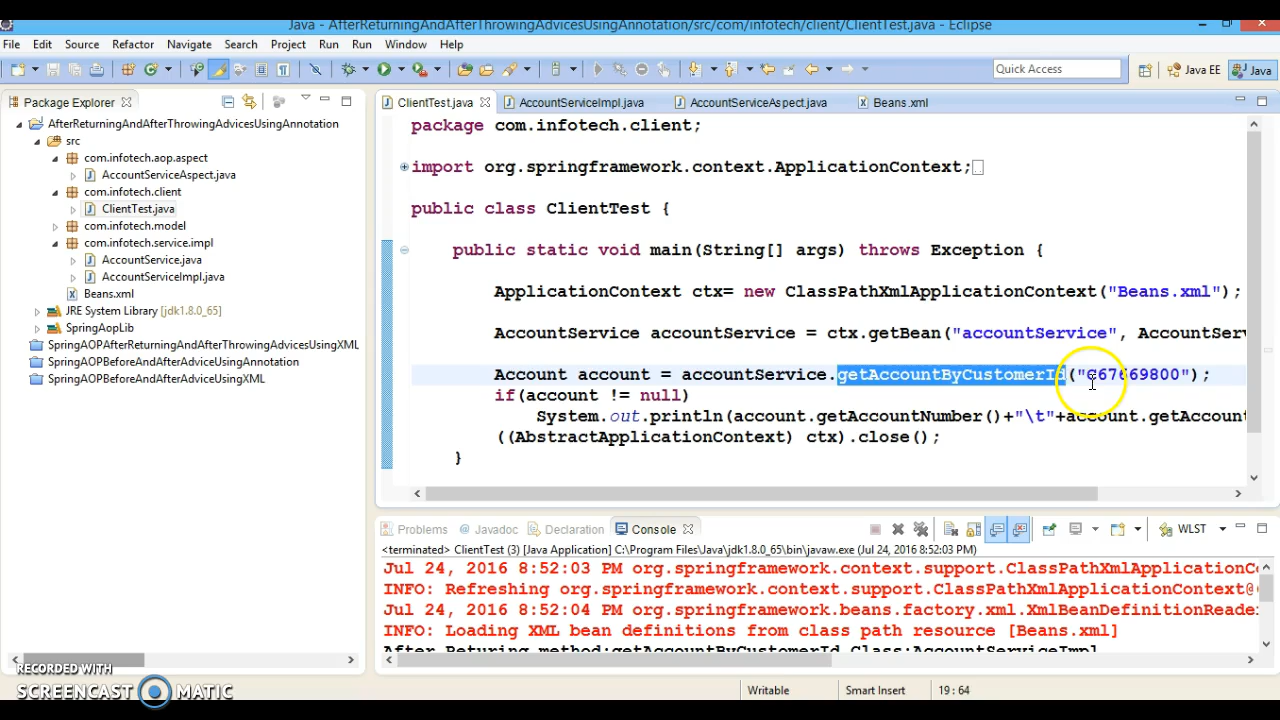 Java - AfterReturningAndAfterThrowingAdvicesUsingAnnotation/src/com/infotech/client/ClientTest.java - Eclipse
File Edit Source Refactor Navigate Search Project Run Run Window Help
Quick Access Java EE Java
Package Explorer
AfterReturningAndAfterThrowingAdvicesUsingAnnotation
src
com.infotech.aop.aspect
AccountServiceAspect.java
com.infotech.client
ClientTest.java
com.infotech.model
com.infotech.service.impl
AccountService.java
AccountServiceImpl.java
Beans.xml
JRE System Library [jdk1.8.0_65]
SpringAopLib
SpringAOPAfterReturningAndAfterThrowingAdvicesUsingXML
SpringAOPBeforeAndAfterAdviceUsingAnnotation
SpringAOPBeforeAndAfterAdviceUsingXML
ClientTest.java AccountServiceImpl.java AccountServiceAspect.java Beans.xml
package com.infotech.client;
import org.springframework.context.ApplicationContext;
public class ClientTest {
public static void main(String[] args) throws Exception {
ApplicationContext ctx= new ClassPathXmlApplicationContext("Beans.xml");
AccountService accountService = ctx.getBean("accountService", AccountServ
Account account = accountService.getAccountByCustomerId("C67669800");
if(account != null)
System.out.println(account.getAccountNumber()+"\t"+account.getAccount
((AbstractApplicationContext) ctx).close();
}
Problems @ Javadoc Declaration Console WLST
<terminated> ClientTest (3) [Java Application] C:\Program Files\Java\jdk1.8.0_65\bin\javaw.exe (Jul 24, 2016 8:52:03 PM)
Jul 24, 2016 8:52:03 PM org.springframework.context.support.ClassPathXmlApplicationC
INFO: Refreshing org.springframework.context.support.ClassPathXmlApplicationContext@
Jul 24, 2016 8:52:04 PM org.springframework.beans.factory.xml.XmlBeanDefinitionReade
INFO: Loading XML bean definitions from class path resource [Beans.xml]
After Returing method:getAccountByCustomerId Class:AccountServiceImpl
Writable Smart Insert 19 : 64
RECORDED WITH
SCREENCAST MATIC